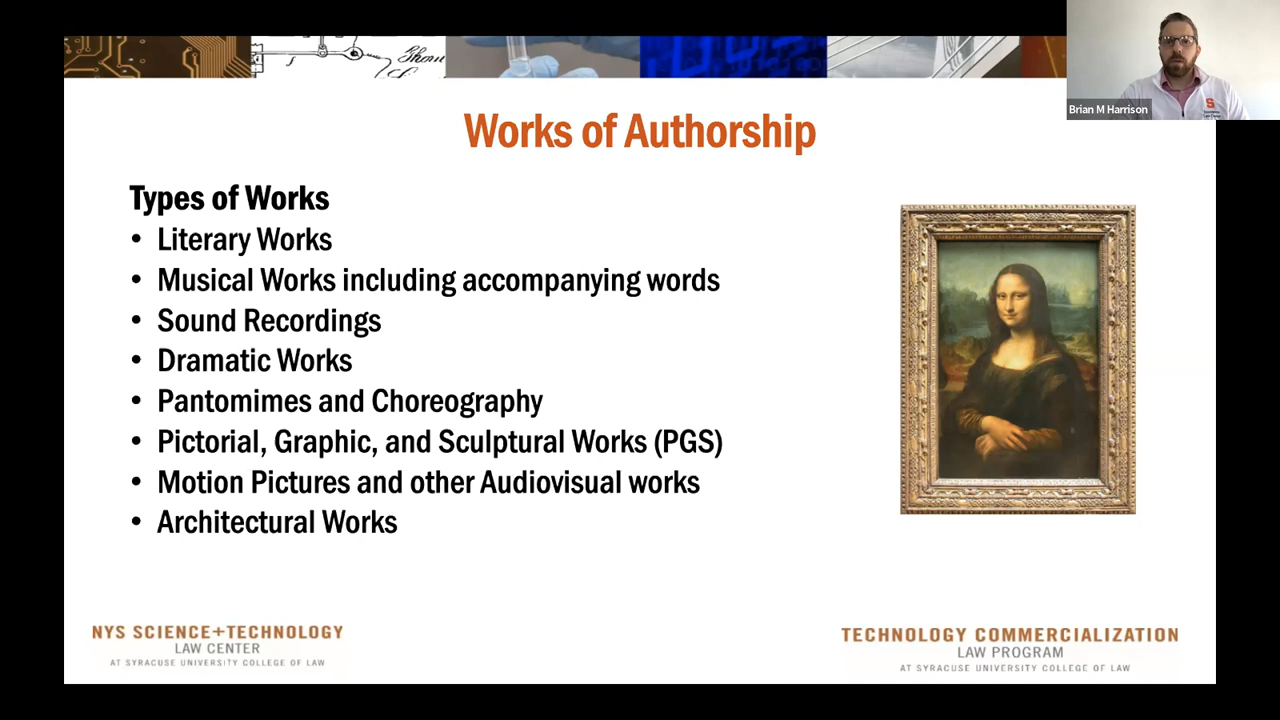 Brian M Harrison
Works of Authorship
Types of Works
• Literary Works
• Musical Works including accompanying words
• Sound Recordings
• Dramatic Works
• Pantomimes and Choreography
• Pictorial, Graphic, and Sculptural Works (PGS)
• Motion Pictures and other Audiovisual works
• Architectural Works
NYS SCIENCE+TECHNOLOGY
LAW CENTER
AT SYRACUSE UNIVERSITY COLLEGE OF LAW
TECHNOLOGY COMMERCIALIZATION
LAW PROGRAM
AT SYRACUSE UNIVERSITY COLLEGE OF LAW